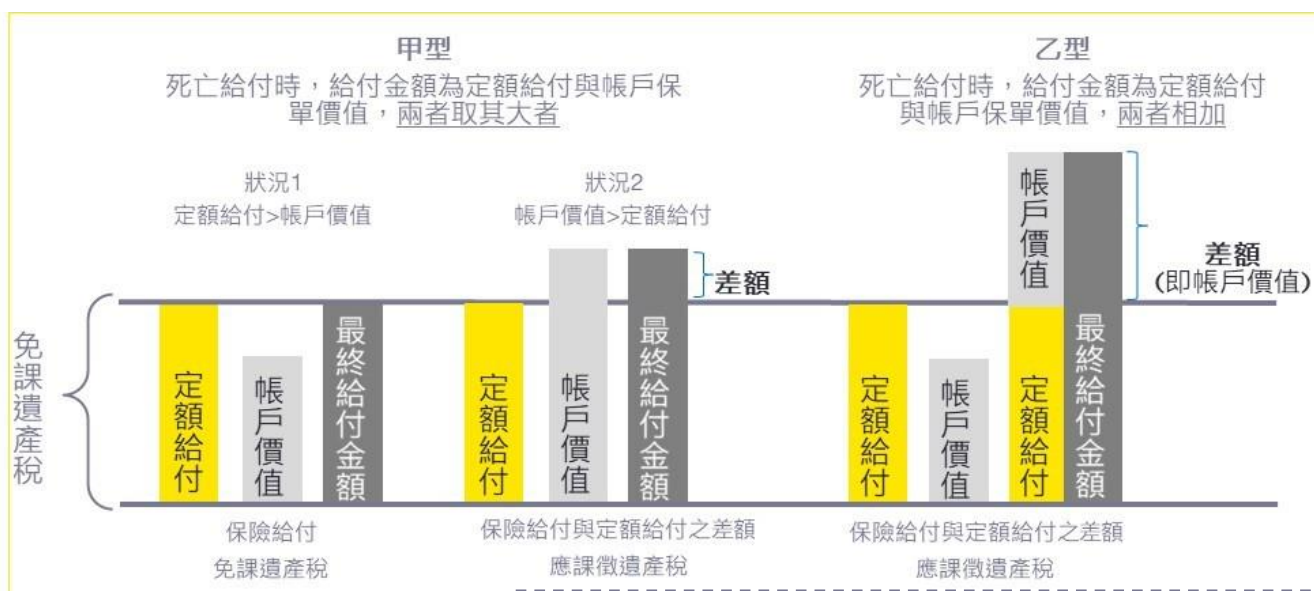 甲型
死亡給付時，給付金額為定額給付與帳戶保
單價值，兩者取其大者
狀況1
定額給付>帳戶價值
狀況2
帳戶價值>定額給付
差額
免課遺產稅
定額給付
帳戶價值
最終給付金額
定額給付
帳戶價值
最終給付金額
保險給付
免課遺產稅
保險給付與定額給付之差額
應課徵遺產稅
乙型
死亡給付時，給付金額為定額給付
與帳戶保單價值，兩者相加
帳戶價值
差額
(即帳戶價值)
定額給付
帳戶價值
定額給付
最終給付金額
保險給付與定額給付之差額
應課徵遺產稅